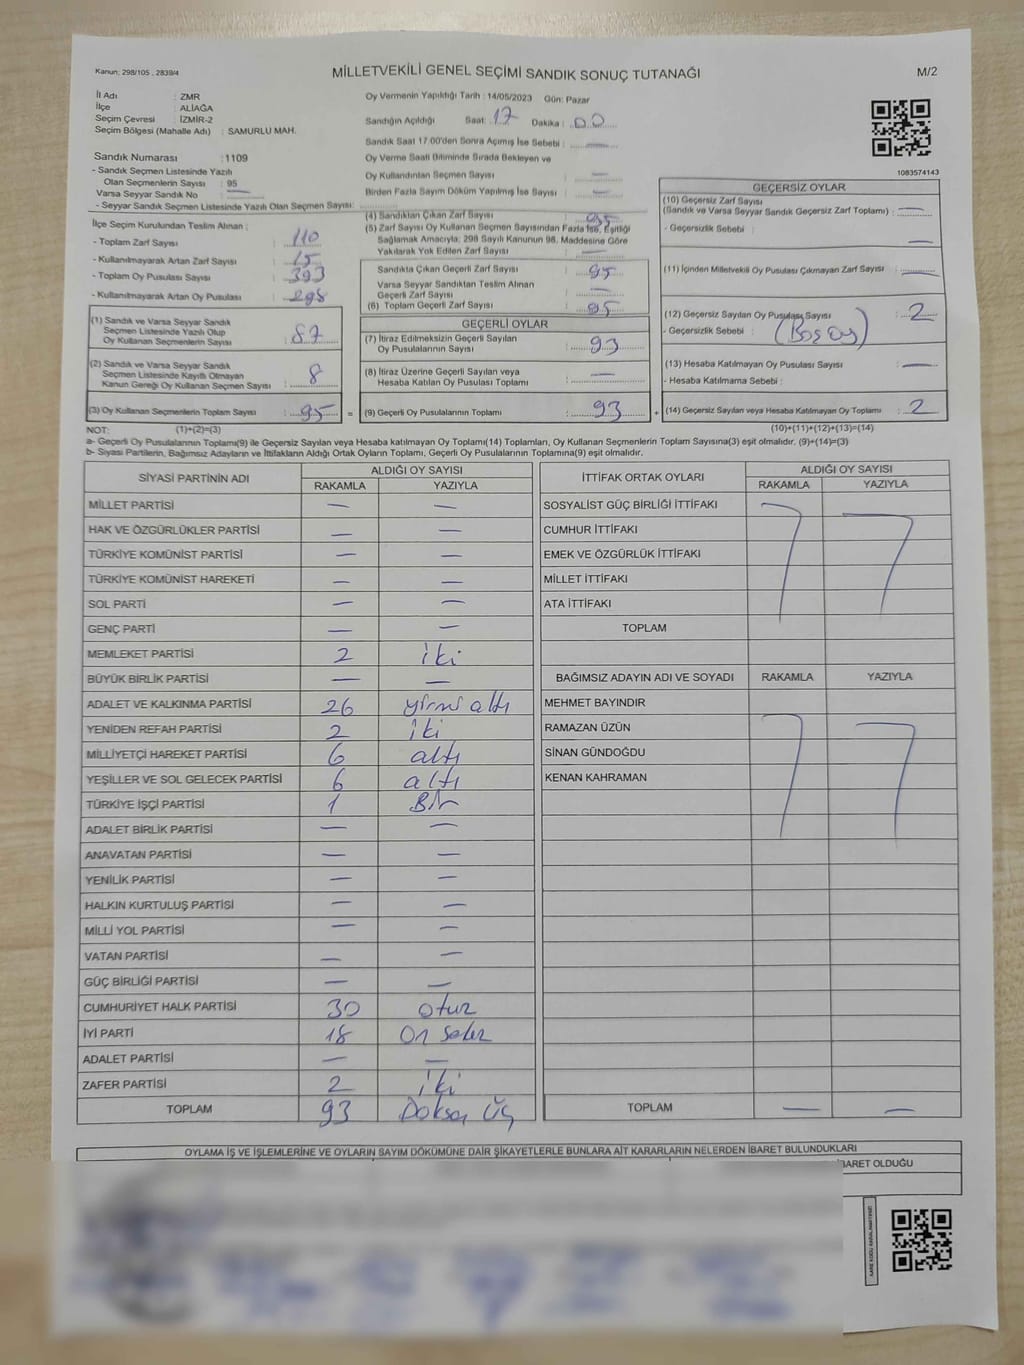 Kanun: 298/105 , 2839/4
MİLLETVEKİLİ GENEL SEÇİMİ SANDIK SONUÇ TUTANAĞI
M/2
İl Adı : ZMR
İlçe : ALİAĞA
Seçim Çevresi : İZMİR-2
Seçim Bölgesi (Mahalle Adı) : SAMURLU MAH.
Sandık Numarası : 1109
- Sandık Seçmen Listesinde Yazılı
Olan Seçmenlerin Sayısı : 95
Varsa Seyyar Sandık No —
- Seyyar Sandık Seçmen Listesinde Yazılı Olan Seçmen Sayısı:
Oy Vermenin Yapıldığı Tarih : 14/05/2023 Gün: Pazar
Sandığın Açıldığı Saat: 17 Dakika : 00
Sandık Saat 17.00'den Sonra Açılmış İse Sebebi : —
Oy Verme Saati Bitiminde Sırada Bekleyen ve
Oy Kullandırılan Seçmen Sayısı : —
Birden Fazla Sayım Döküm Yapılmış İse Sayısı : —
1083574143
İlçe Seçim Kurulundan Teslim Alınan :
- Toplam Zarf Sayısı : 110
- Kullanılmayarak Artan Zarf Sayısı : 15
- Toplam Oy Pusulası Sayısı : 393
- Kullanılmayarak Artan Oy Pusulası : 298
(4) Sandıktan Çıkan Zarf Sayısı : 95
(5) Zarf Sayısı Oy Kullanan Seçmen Sayısından Fazla İse, Eşitliği
Sağlamak Amacıyla; 298 Sayılı Kanunun 98. Maddesine Göre
Yakılarak Yok Edilen Zarf Sayısı : —
Sandıkta Çıkan Geçerli Zarf Sayısı : 95
Varsa Seyyar Sandıktan Teslim Alınan
Geçerli Zarf Sayısı : —
(6) Toplam Geçerli Zarf Sayısı : 95
GEÇERSİZ OYLAR
(10) Geçersiz Zarf Sayısı
(Sandık ve Varsa Seyyar Sandık Geçersiz Zarf Toplamı) : —
- Geçersizlik Sebebi : —
(11) İçinden Milletvekili Oy Pusulası Çıkmayan Zarf Sayısı : —
(12) Geçersiz Sayılan Oy Pusulası Sayısı : 2
- Geçersizlik Sebebi : (Boş oy)
(13) Hesaba Katılmayan Oy Pusulası Sayısı : —
- Hesaba Katılmama Sebebi :
(14) Geçersiz Sayılan veya Hesaba Katılmayan Oy Toplamı : 2
(10)+(11)+(12)+(13)=(14)
(1) Sandık ve Varsa Seyyar Sandık
Seçmen Listesinde Yazılı Olup
Oy Kullanan Seçmenlerin Sayısı : 87
(2) Sandık ve Varsa Seyyar Sandık
Seçmen Listesinde Kayıtlı Olmayan
Kanun Gereği Oy Kullanan Seçmen Sayısı : 8
(3) Oy Kullanan Seçmenlerin Toplam Sayısı : 95 =
GEÇERLİ OYLAR
(7) İtiraz Edilmeksizin Geçerli Sayılan
Oy Pusulalarının Sayısı : 93
(8) İtiraz Üzerine Geçerli Sayılan veya
Hesaba Katılan Oy Pusulası Toplamı : —
(9) Geçerli Oy Pusulalarının Toplamı : 93 +
NOT: (1)+(2)=(3)
a- Geçerli Oy Pusulalarının Toplamı(9) ile Geçersiz Sayılan veya Hesaba katılmayan Oy Toplamı(14) Toplamları, Oy Kullanan Seçmenlerin Toplam Sayısına(3) eşit olmalıdır. (9)+(14)=(3)
b- Siyasi Partilerin, Bağımsız Adayların ve İttifakların Aldığı Ortak Oyların Toplamı, Geçerli Oy Pusulalarının Toplamına(9) eşit olmalıdır.
SİYASİ PARTİNİN ADI ALDIĞI OY SAYISI
RAKAMLA YAZIYLA
MİLLET PARTİSİ — —
HAK VE ÖZGÜRLÜKLER PARTİSİ — —
TÜRKİYE KOMÜNİST PARTİSİ — —
TÜRKİYE KOMÜNİST HAREKETİ — —
SOL PARTİ — —
GENÇ PARTİ — —
MEMLEKET PARTİSİ 2 iki
BÜYÜK BİRLİK PARTİSİ — —
ADALET VE KALKINMA PARTİSİ 26 yirmi altı
YENİDEN REFAH PARTİSİ 2 iki
MİLLİYETÇİ HAREKET PARTİSİ 6 altı
YEŞİLLER VE SOL GELECEK PARTİSİ 6 altı
TÜRKİYE İŞÇİ PARTİSİ 1 Bir
ADALET BİRLİK PARTİSİ — —
ANAVATAN PARTİSİ — —
YENİLİK PARTİSİ — —
HALKIN KURTULUŞ PARTİSİ — —
MİLLİ YOL PARTİSİ — —
VATAN PARTİSİ — —
GÜÇ BİRLİĞİ PARTİSİ — —
CUMHURİYET HALK PARTİSİ 30 otuz
İYİ PARTİ 18 On sekiz
ADALET PARTİSİ — —
ZAFER PARTİSİ 2 iki
TOPLAM 93 Doksan Üç
İTTİFAK ORTAK OYLARI ALDIĞI OY SAYISI
RAKAMLA YAZIYLA
SOSYALİST GÜÇ BİRLİĞİ İTTİFAKI
CUMHUR İTTİFAKI
EMEK VE ÖZGÜRLÜK İTTİFAKI
MİLLET İTTİFAKI
ATA İTTİFAKI
TOPLAM
BAĞIMSIZ ADAYIN ADI VE SOYADI RAKAMLA YAZIYLA
MEHMET BAYINDIR
RAMAZAN ÜZÜN
SİNAN GÜNDOĞDU
KENAN KAHRAMAN
TOPLAM — —
OYLAMA İŞ VE İŞLEMLERİNE VE OYLARIN SAYIM DÖKÜMÜNE DAİR ŞİKAYETLERLE BUNLARA AİT KARARLARIN NELERDEN İBARET BULUNDUKLARI
İBARET OLDUĞU